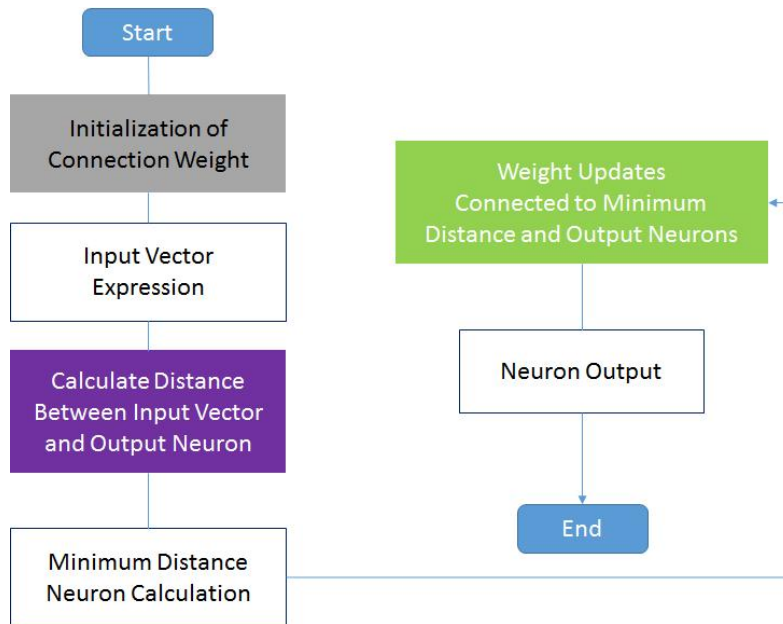 Start
Initialization of
Connection Weight
Input Vector
Expression
Calculate Distance
Between Input Vector
and Output Neuron
Minimum Distance
Neuron Calculation
Weight Updates
Connected to Minimum
Distance and Output Neurons
Neuron Output
End